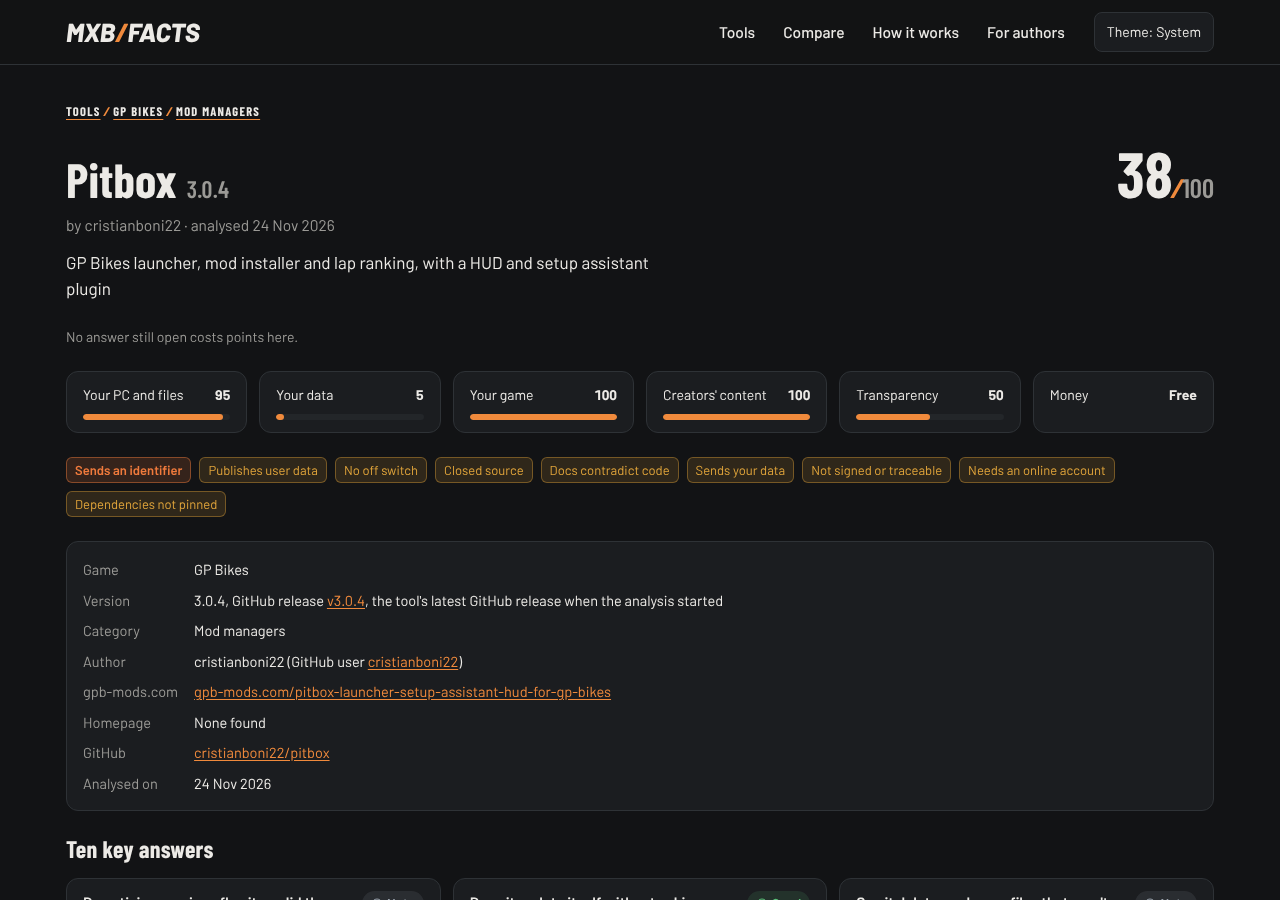 MXB/FACTS
Tools Compare How it works For authors Theme: System
TOOLS / GP BIKES / MOD MANAGERS
Pitbox 3.0.4
38/100
by cristianboni22 · analysed 24 Nov 2026
GP Bikes launcher, mod installer and lap ranking, with a HUD and setup assistant
plugin
No answer still open costs points here.
Your PC and files 95 Your data 5 Your game 100 Creators' content 100 Transparency 50 Money Free
Sends an identifier Publishes user data No off switch Closed source Docs contradict code Sends your data Not signed or traceable Needs an online account
Dependencies not pinned
Game GP Bikes
Version 3.0.4, GitHub release v3.0.4, the tool's latest GitHub release when the analysis started
Category Mod managers
Author cristianboni22 (GitHub user cristianboni22)
gpb-mods.com gpb-mods.com/pitbox-launcher-setup-assistant-hud-for-gp-bikes
Homepage None found
GitHub cristianboni22/pitbox
Analysed on 24 Nov 2026
Ten key answers